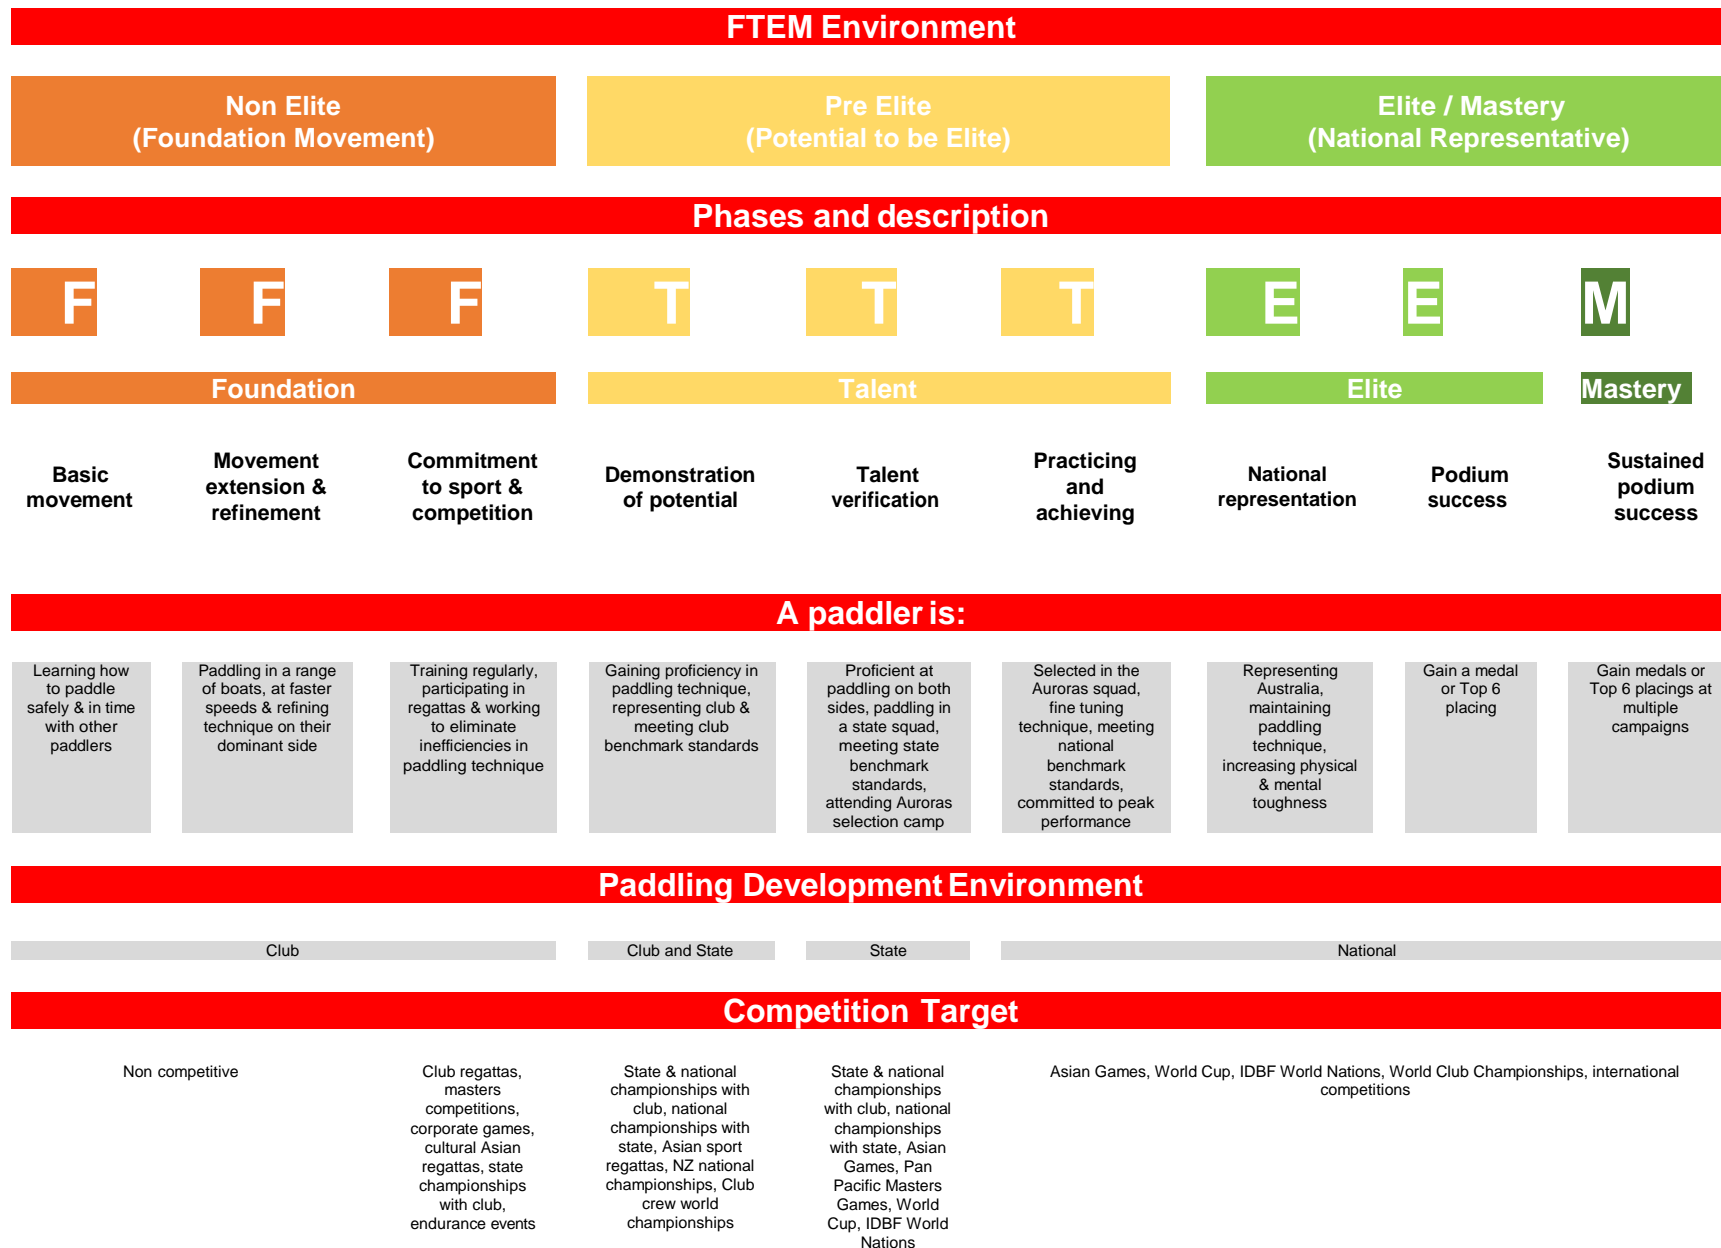 FTEM Environment
Non Elite
(Foundation Movement)
Pre Elite
(Potential to be Elite)
Elite / Mastery
(National Representative)
Phases and description
F
F
F
T
T
T
E
E
M
Foundation
Talent
Elite
Mastery
Basic
movement
Movement
extension &
refinement
Commitment
to sport &
competition
Demonstration
of potential
Talent
verification
Practicing
and
achieving
National
representation
Podium
success
Sustained
podium
success
A paddler is:
Learning how
to paddle
safely & in time
with other
paddlers
Paddling in a range
of boats, at faster
speeds & refining
technique on their
dominant side
Training regularly,
participating in
regattas & working
to eliminate
inefficiencies in
paddling technique
Gaining proficiency in
paddling technique,
representing club &
meeting club
benchmark standards
Proficient at
paddling on both
sides, paddling in
a state squad,
meeting state
benchmark
standards,
attending Auroras
selection camp
Selected in the
Auroras squad,
fine tuning
technique, meeting
national
benchmark
standards,
committed to peak
performance
Representing
Australia,
maintaining
paddling
technique,
increasing physical
& mental
toughness
Gain a medal
or Top 6
placing
Gain medals or
Top 6 placings at
multiple
campaigns
Paddling Development Environment
Club
Club and State
State
National
Competition Target
Non competitive
Club regattas,
masters
competitions,
corporate games,
cultural Asian
regattas, state
championships
with club,
endurance events
State & national
championships with
club, national
championships with
state, Asian sport
regattas, NZ national
championships, Club
crew world
championships
State & national
championships
with club, national
championships
with state, Asian
Games, Pan
Pacific Masters
Games, World
Cup, IDBF World
Nations
Asian Games, World Cup, IDBF World Nations, World Club Championships, international
competitions